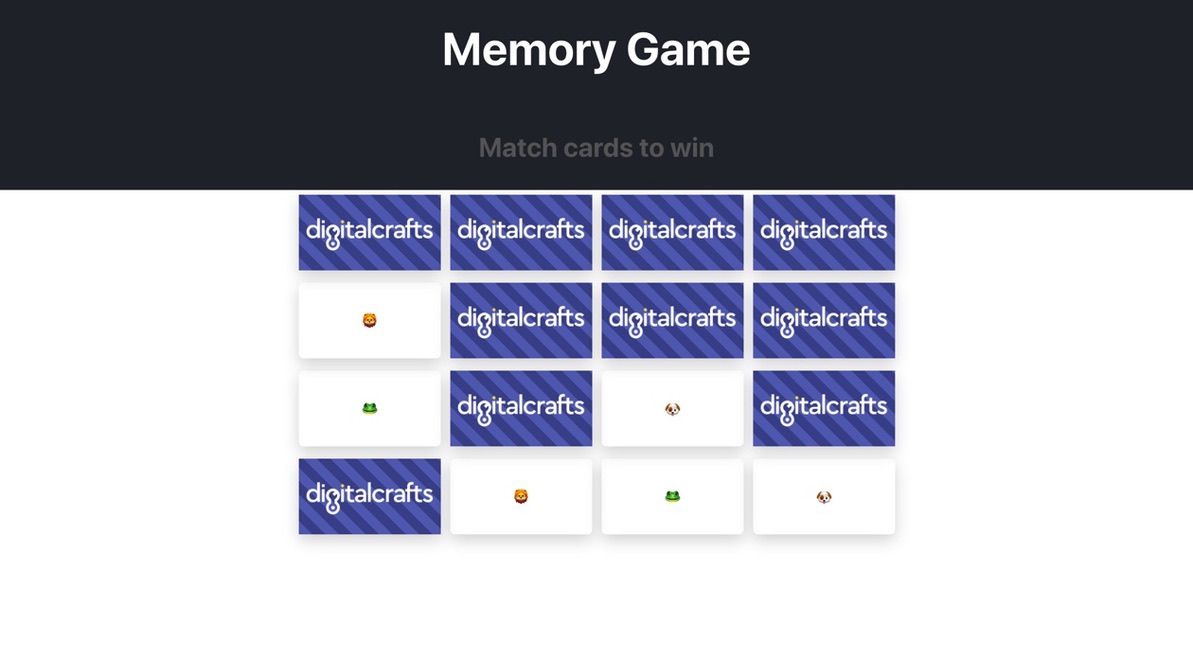 Memory Game
Match cards to win
digitalcrafts digitalcrafts digitalcrafts digitalcrafts
digitalcrafts digitalcrafts digitalcrafts
digitalcrafts digitalcrafts
digitalcrafts